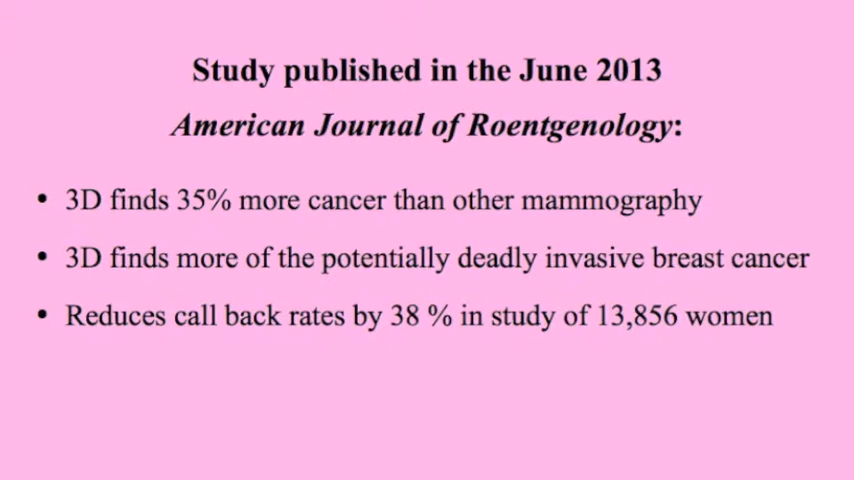 Study published in the June 2013
American Journal of Roentgenology:
• 3D finds 35% more cancer than other mammography
• 3D finds more of the potentially deadly invasive breast cancer
• Reduces call back rates by 38 % in study of 13,856 women